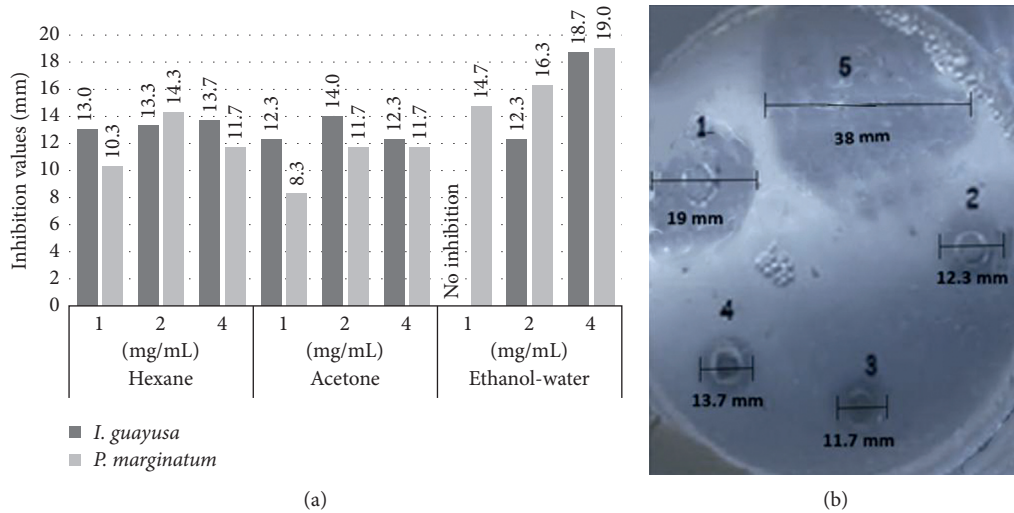 Inhibition values (mm)
20
18
16
14
12
10
8
6
4
2
0
13.0
10.3
13.3
14.3
13.7
11.7
12.3
8.3
14.0
11.7
12.3
11.7
No inhibition
14.7
12.3
16.3
18.7
19.0
1 2 4 1 2 4 1 2 4
(mg/mL) (mg/mL) (mg/mL)
Hexane Acetone Ethanol-water
I. guayusa
P. marginatum
(a)
5
38 mm
1
19 mm
2
12.3 mm
4
13.7 mm
3
11.7 mm
(b)